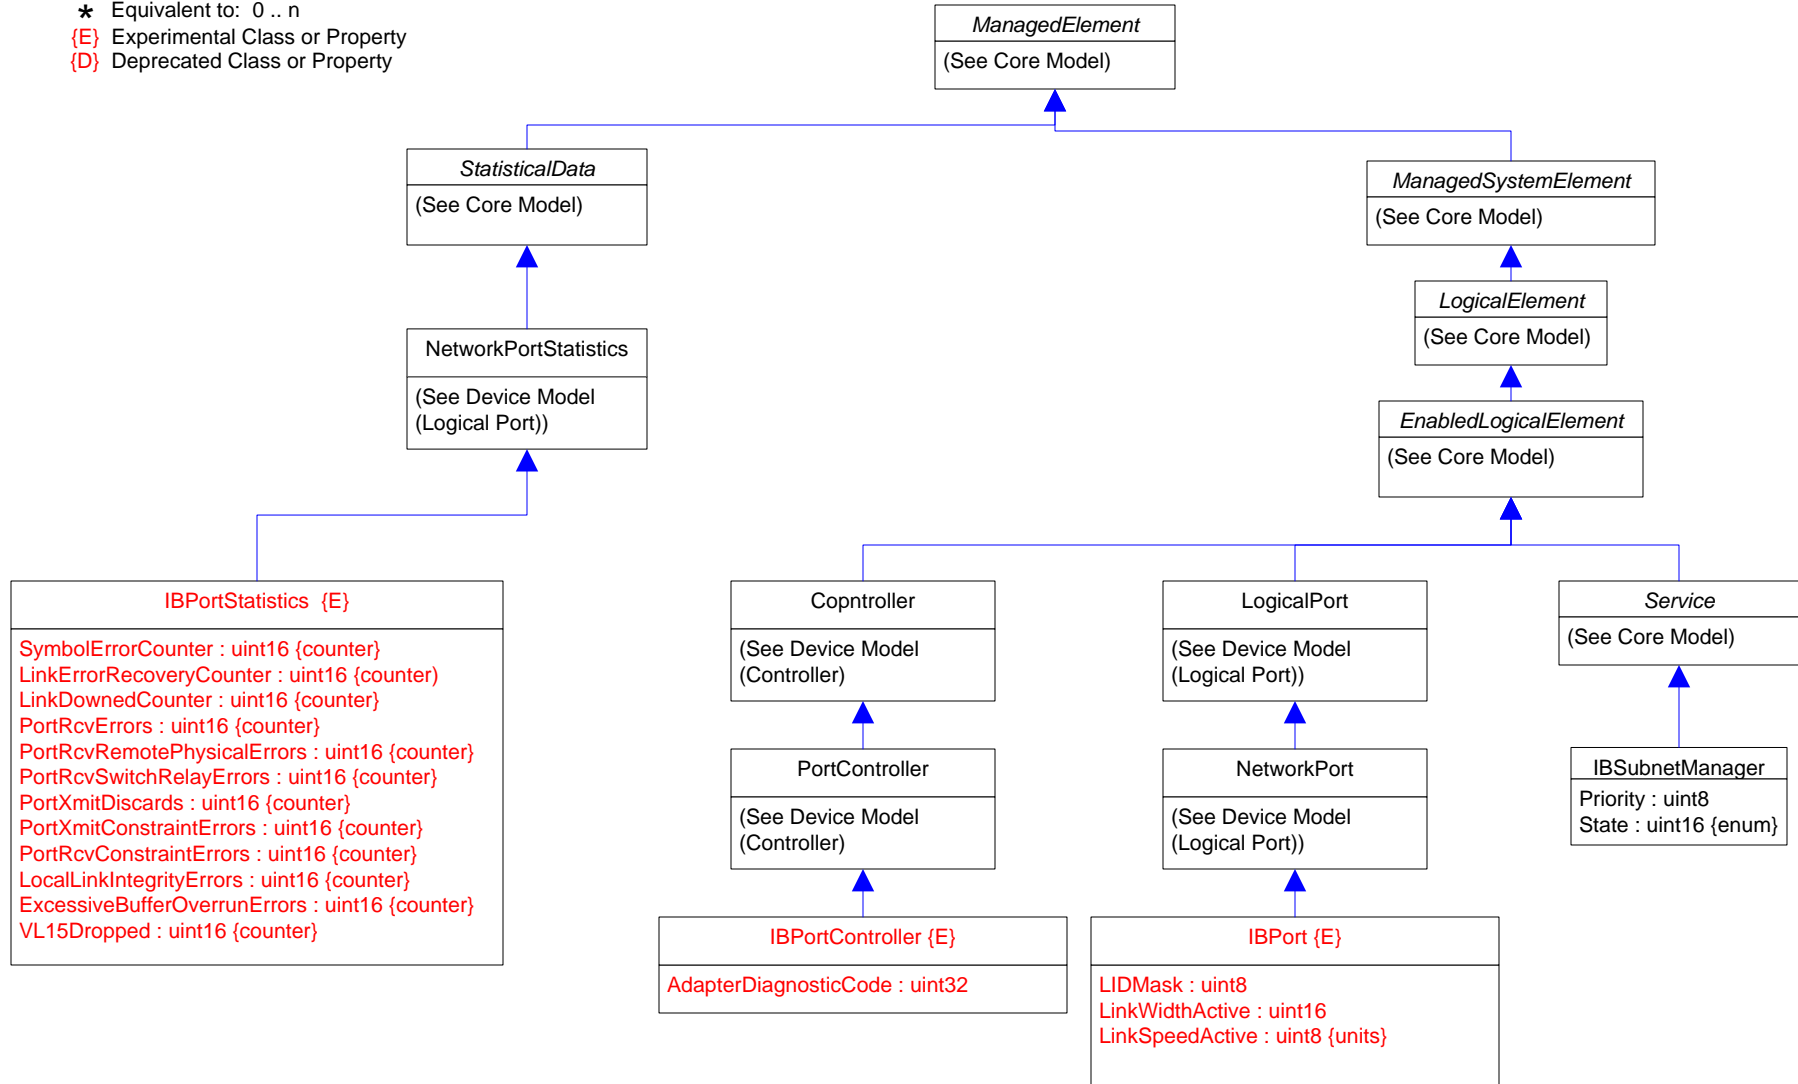 * Equivalent to: 0 .. n
{E} Experimental Class or Property
{D} Deprecated Class or Property
ManagedElement
(See Core Model)
StatisticalData
(See Core Model)
ManagedSystemElement
(See Core Model)
LogicalElement
(See Core Model)
NetworkPortStatistics
(See Device Model
(Logical Port))
EnabledLogicalElement
(See Core Model)
IBPortStatistics {E}
SymbolErrorCounter : uint16 {counter}
LinkErrorRecoveryCounter : uint16 {counter)
LinkDownedCounter : uint16 {counter}
PortRcvErrors : uint16 {counter}
PortRcvRemotePhysicalErrors : uint16 {counter}
PortRcvSwitchRelayErrors : uint16 {counter}
PortXmitDiscards : uint16 {counter}
PortXmitConstraintErrors : uint16 {counter}
PortRcvConstraintErrors : uint16 {counter}
LocalLinkIntegrityErrors : uint16 {counter}
ExcessiveBufferOverrunErrors : uint16 {counter}
VL15Dropped : uint16 {counter}
Copntroller
(See Device Model
(Controller)
LogicalPort
(See Device Model
(Logical Port))
Service
(See Core Model)
PortController
(See Device Model
(Controller)
NetworkPort
(See Device Model
(Logical Port))
IBSubnetManager
Priority : uint8
State : uint16 {enum}
IBPortController {E}
AdapterDiagnosticCode : uint32
IBPort {E}
LIDMask : uint8
LinkWidthActive : uint16
LinkSpeedActive : uint8 {units}